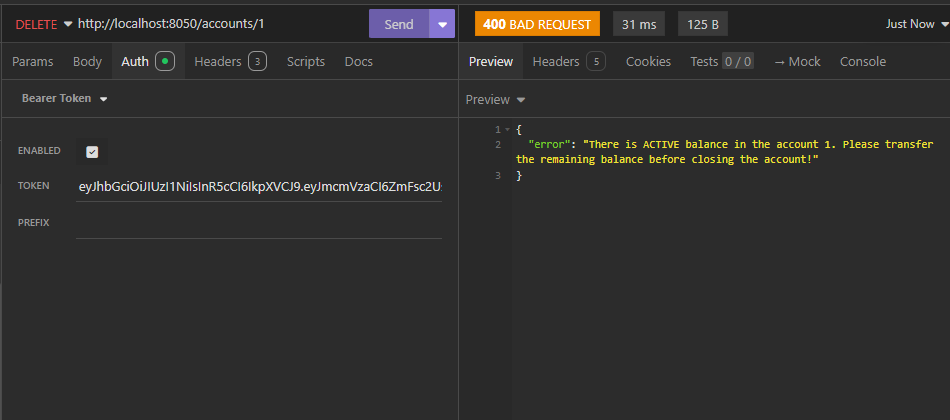 DELETE http://localhost:8050/accounts/1 Send
400 BAD REQUEST 31 ms 125 B Just Now
Params Body Auth Headers 3 Scripts Docs
Preview Headers 5 Cookies Tests 0 / 0 → Mock Console
Bearer Token
Preview
ENABLED
TOKEN eyJhbGciOiJIUzI1NiIsInR5cCI6IkpXVCJ9.eyJmcmVzaCI6ZmFsc2Us
PREFIX
1 {
2 "error": "There is ACTIVE balance in the account 1. Please transfer
the remaining balance before closing the account!"
3 }